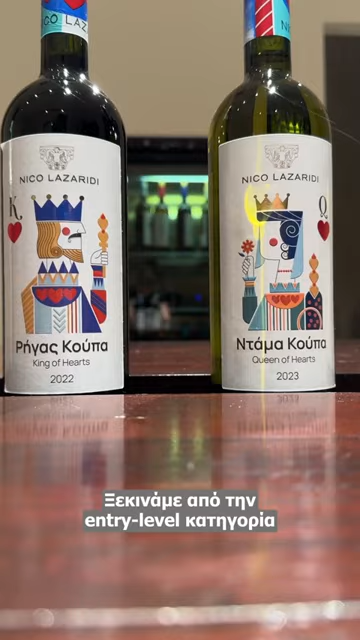 NICO LAZARIDI
K
Ρήγας Κούπα
King of Hearts
2022
NICO LAZARIDI
Q
Ντάμα Κούπα
Queen of Hearts
2023
Ξεκινάμε από την
entry-level κατηγορία